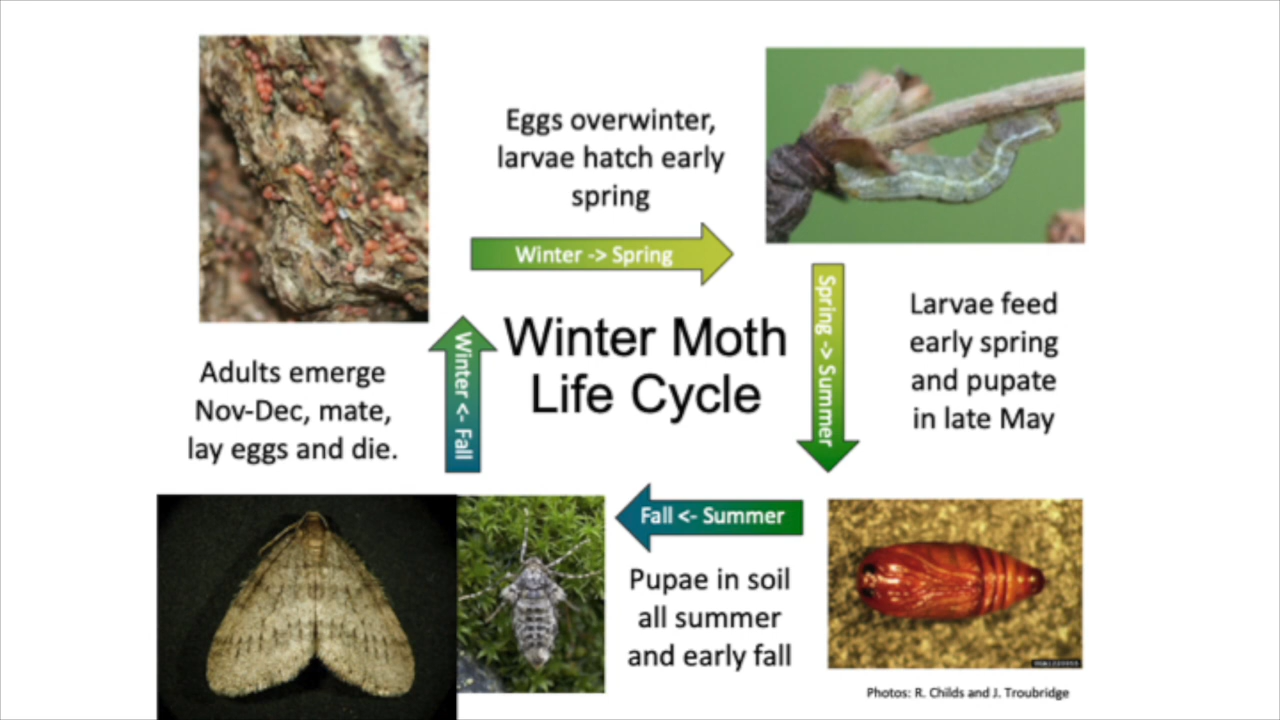 Eggs overwinter,
larvae hatch early
spring
Winter -> Spring
Spring -> Summer
Larvae feed
early spring
and pupate
in late May
Winter Moth
Life Cycle
Winter <- Fall
Adults emerge
Nov-Dec, mate,
lay eggs and die.
Fall <- Summer
Pupae in soil
all summer
and early fall
Photos: R. Childs and J. Troubridge